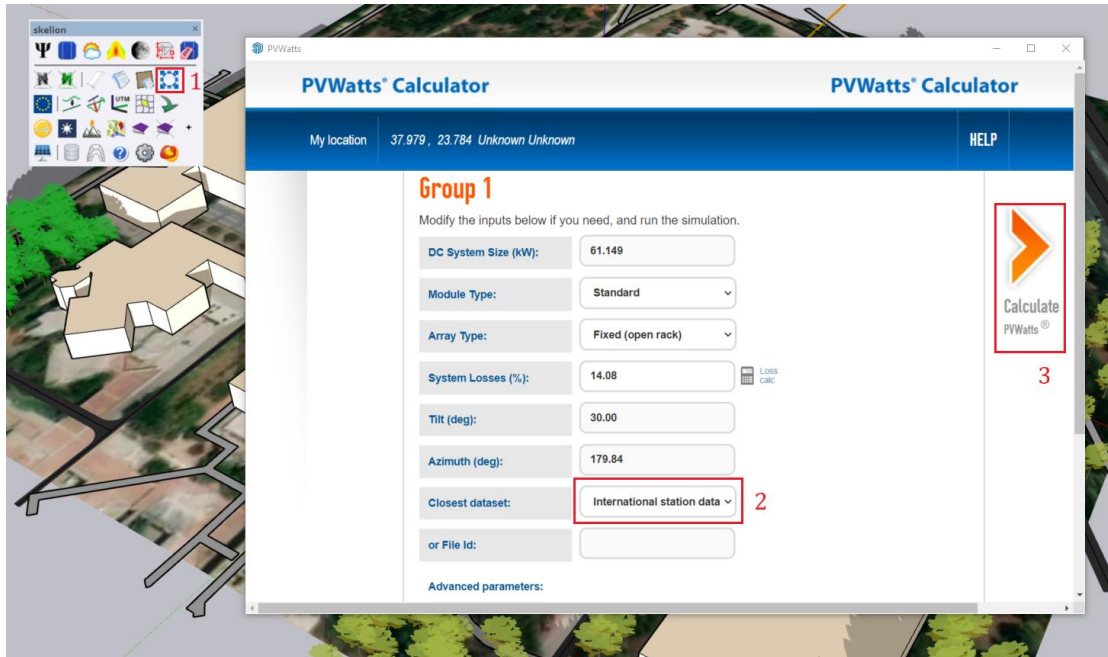 skelion
1
PVWatts
PVWatts® Calculator
PVWatts® Calculator
My location
37.979 , 23.784 Unknown Unknown
HELP
Group 1
Modify the inputs below if you need, and run the simulation.
DC System Size (kW):
61.149
Module Type:
Standard
Array Type:
Fixed (open rack)
System Losses (%):
14.08
Loss
calc
Tilt (deg):
30.00
Azimuth (deg):
179.84
Closest dataset:
International station data
2
or File Id:
Advanced parameters:
Calculate
PVWatts ®
3